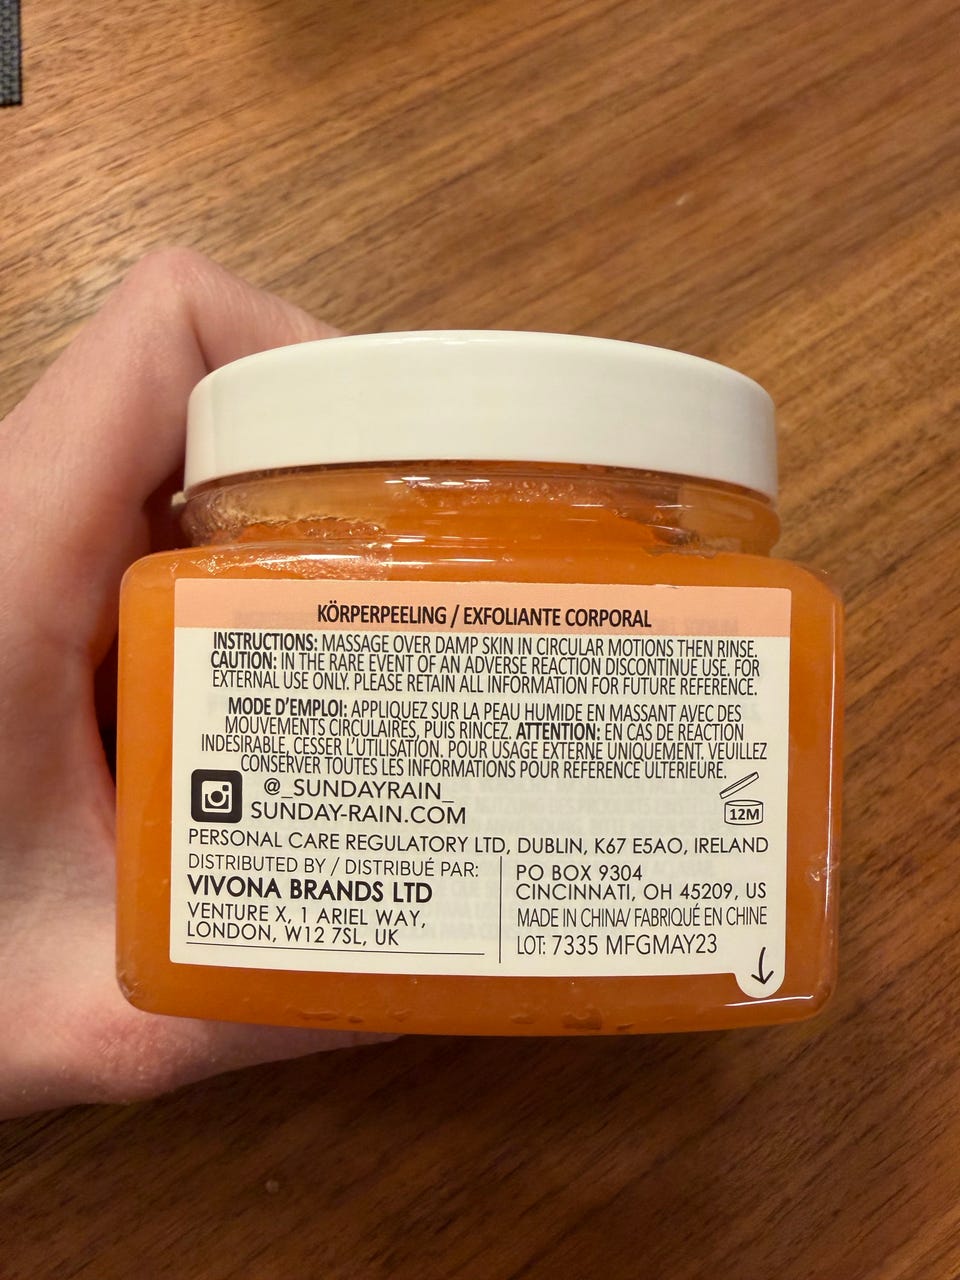 KÖRPERPEELING / EXFOLIANTE CORPORAL
INSTRUCTIONS: MASSAGE OVER DAMP SKIN IN CIRCULAR MOTIONS THEN RINSE.
CAUTION: IN THE RARE EVENT OF AN ADVERSE REACTION DISCONTINUE USE. FOR
EXTERNAL USE ONLY. PLEASE RETAIN ALL INFORMATION FOR FUTURE REFERENCE.
MODE D'EMPLOI: APPLIQUEZ SUR LA PEAU HUMIDE EN MASSANT AVEC DES
MOUVEMENTS CIRCULAIRES, PUIS RINCEZ. ATTENTION: EN CAS DE REACTION
INDÉSIRABLE, CESSER L'UTILISATION. POUR USAGE EXTERNE UNIQUEMENT. VEUILLEZ
CONSERVER TOUTES LES INFORMATIONS POUR REFERENCE ULTERIEURE.
@_SUNDAYRAIN_
SUNDAY-RAIN.COM
12M
PERSONAL CARE REGULATORY LTD, DUBLIN, K67 E5AO, IRELAND
DISTRIBUTED BY / DISTRIBUÉ PAR:
VIVONA BRANDS LTD
VENTURE X, 1 ARIEL WAY,
LONDON, W12 7SL, UK
PO BOX 9304
CINCINNATI, OH 45209, US
MADE IN CHINA/ FABRIQUÉ EN CHINE
LOT: 7335 MFGMAY23